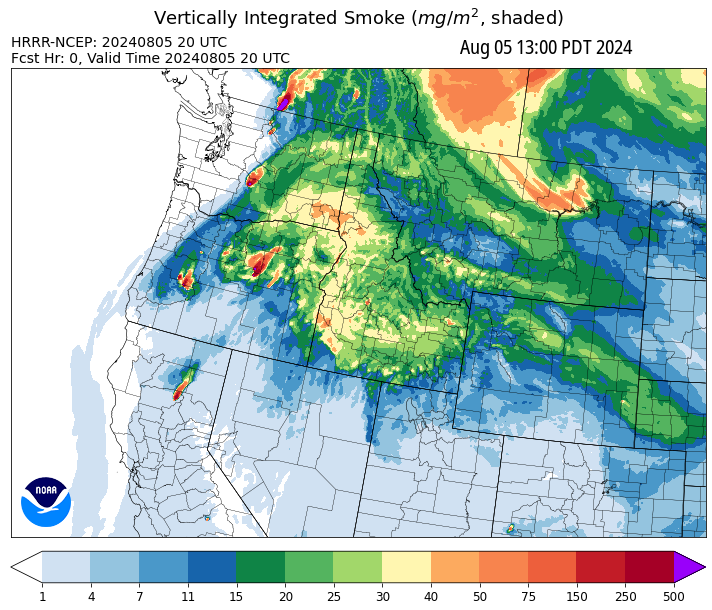 Vertically Integrated Smoke (mg/m², shaded)
HRRR-NCEP: 20240805 20 UTC
Fcst Hr: 0, Valid Time 20240805 20 UTC
Aug 05 13:00 PDT 2024
NOAA
1 4 7 11 15 20 25 30 40 50 75 150 250 500